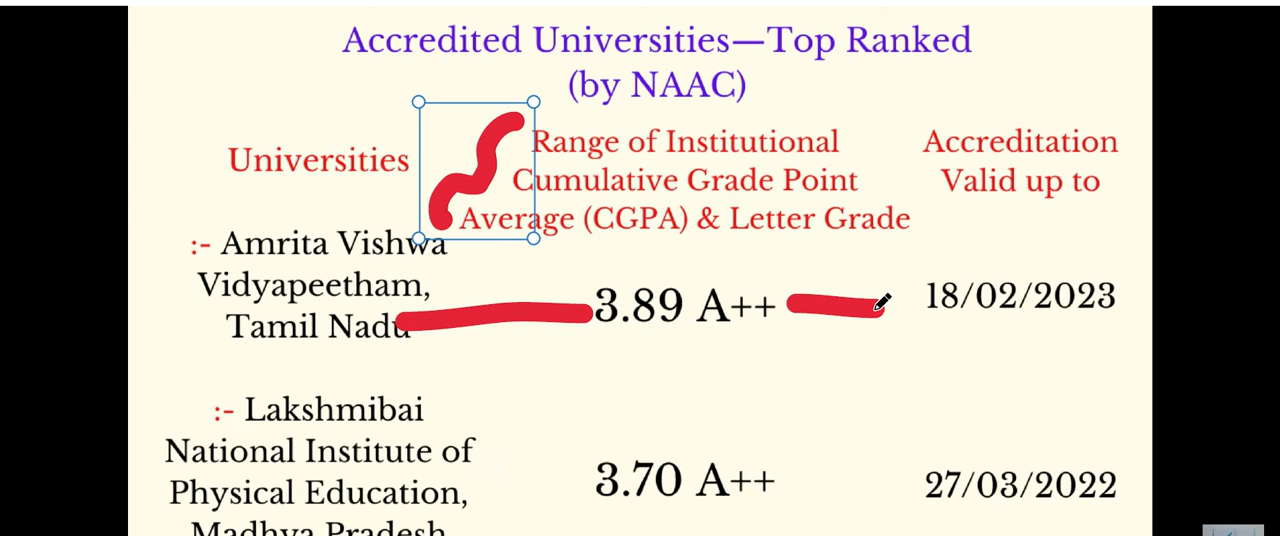 Accredited Universities—Top Ranked
(by NAAC)
Universities
Range of Institutional
Cumulative Grade Point
Average (CGPA) & Letter Grade
Accreditation
Valid up to
:- Amrita Vishwa
Vidyapeetham,
Tamil Nadu
3.89 A++
18/02/2023
:- Lakshmibai
National Institute of
Physical Education,
Madhya Pradesh
3.70 A++
27/03/2022